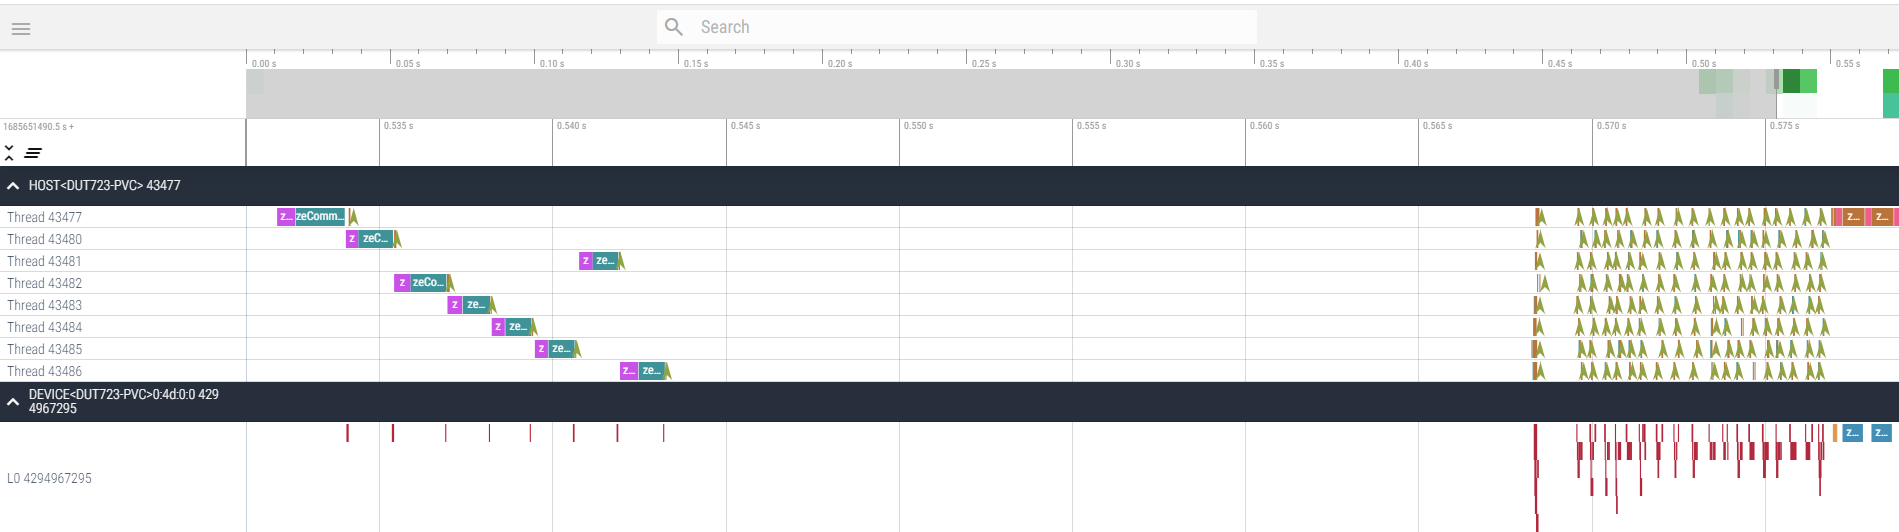 Search
0.00 s 0.05 s 0.10 s 0.15 s 0.20 s 0.25 s 0.30 s 0.35 s 0.40 s 0.45 s 0.50 s 0.55 s
1685651490.5 s + 0.535 s 0.540 s 0.545 s 0.550 s 0.555 s 0.560 s 0.565 s 0.570 s 0.575 s
HOST<DUT723-PVC> 43477
Thread 43477 z... zeComm... z... z...
Thread 43480 z zeC...
Thread 43481 z ze...
Thread 43482 z zeCo...
Thread 43483 z ze...
Thread 43484 z ze...
Thread 43485 z ze...
Thread 43486 z... ze...
DEVICE<DUT723-PVC>0:4d:0:0 429
4967295
z... z...
L0 4294967295